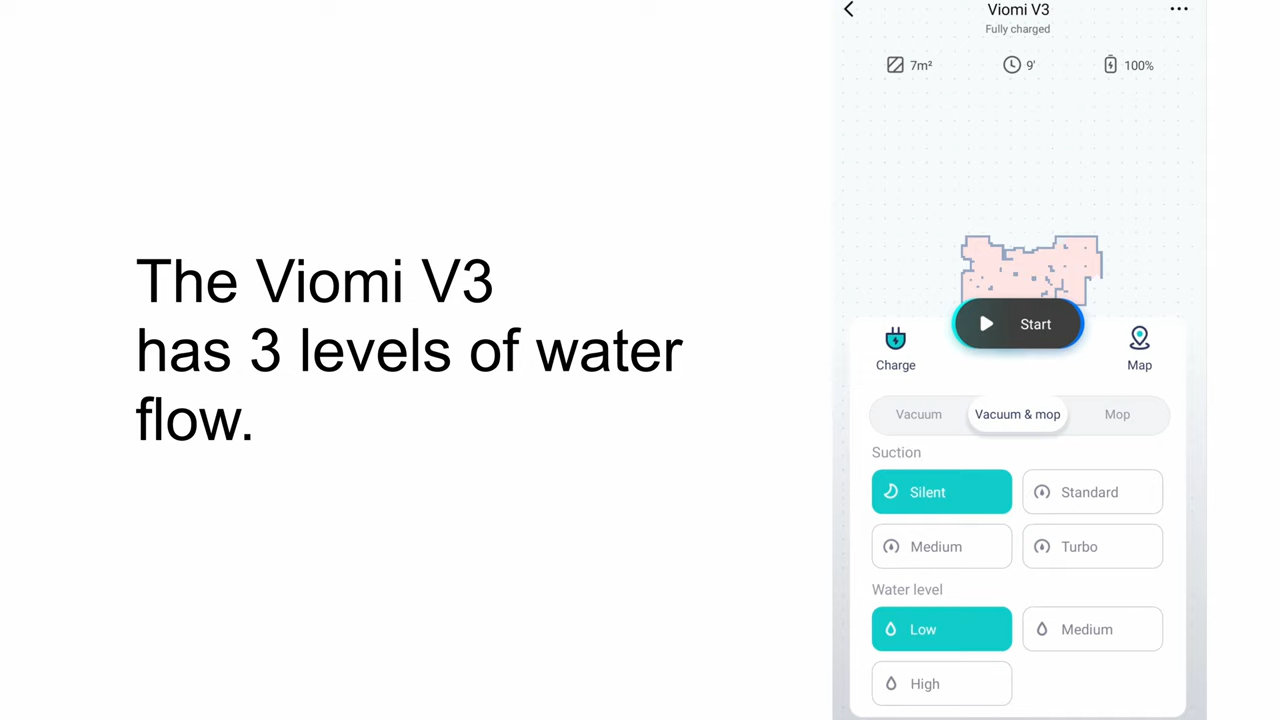 The Viomi V3
has 3 levels of water
flow.
Viomi V3
Fully charged
7m²
9'
100%
Start
Charge
Map
Vacuum
Vacuum & mop
Mop
Suction
Silent
Standard
Medium
Turbo
Water level
Low
Medium
High